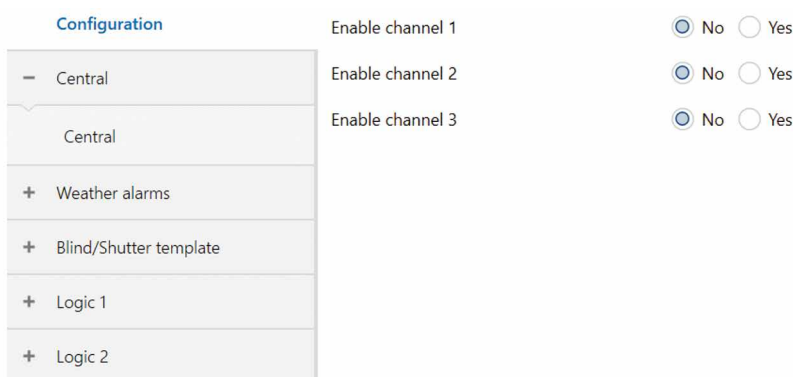 Configuration
− Central
Central
+ Weather alarms
+ Blind/Shutter template
+ Logic 1
+ Logic 2
Enable channel 1 No Yes
Enable channel 2 No Yes
Enable channel 3 No Yes